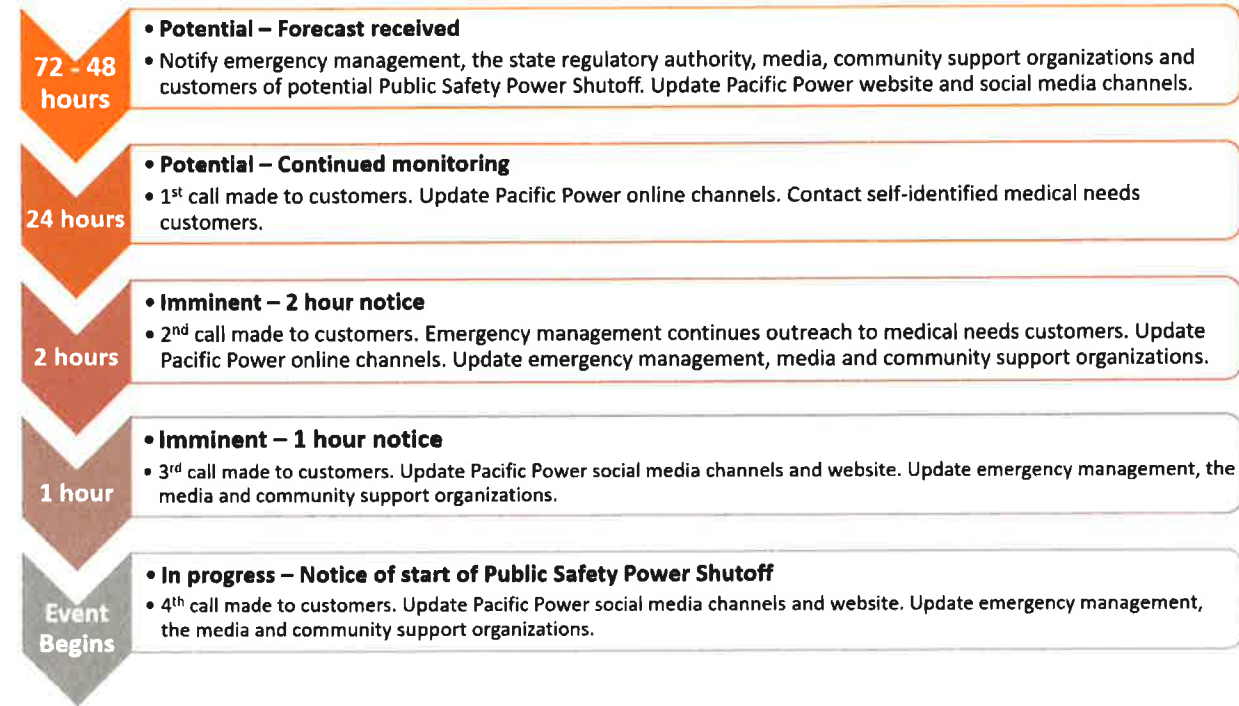 72 - 48
hours
• Potential – Forecast received
• Notify emergency management, the state regulatory authority, media, community support organizations and
customers of potential Public Safety Power Shutoff. Update Pacific Power website and social media channels.
24 hours
• Potential – Continued monitoring
• 1st call made to customers. Update Pacific Power online channels. Contact self-identified medical needs
customers.
2 hours
• Imminent – 2 hour notice
• 2nd call made to customers. Emergency management continues outreach to medical needs customers. Update
Pacific Power online channels. Update emergency management, media and community support organizations.
1 hour
• Imminent – 1 hour notice
• 3rd call made to customers. Update Pacific Power social media channels and website. Update emergency management, the
media and community support organizations.
Event
Begins
• In progress – Notice of start of Public Safety Power Shutoff
• 4th call made to customers. Update Pacific Power social media channels and website. Update emergency management,
the media and community support organizations.